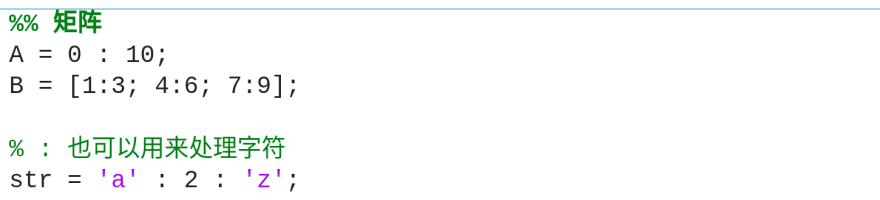 %% 矩阵
A = 0 : 10;
B = [1:3; 4:6; 7:9];
% : 也可以用来处理字符
str = 'a' : 2 : 'z';